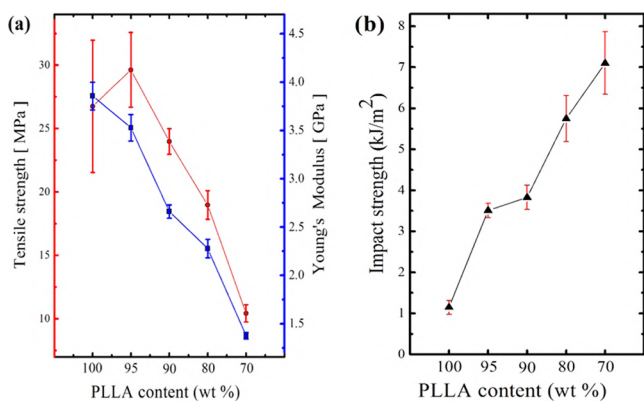 (a)
Tensile strength [ MPa]
30
25
20
15
10
4.5
4.0
3.5
3.0
2.5
2.0
1.5
Young's Modulus [ GPa]
100 95 90 80 70
PLLA content (wt %)
(b)
Impact strength (kJ/m²)
8
7
6
5
4
3
2
1
0
100 95 90 80 70
PLLA content (wt %)